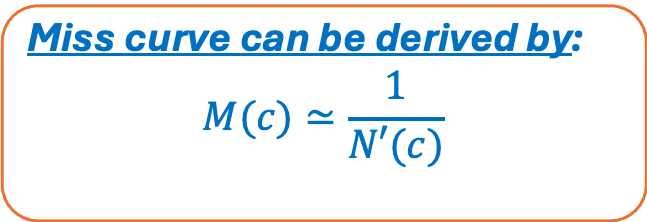 Miss curve can be derived by:
M(c) ≃ 1/N′(c)